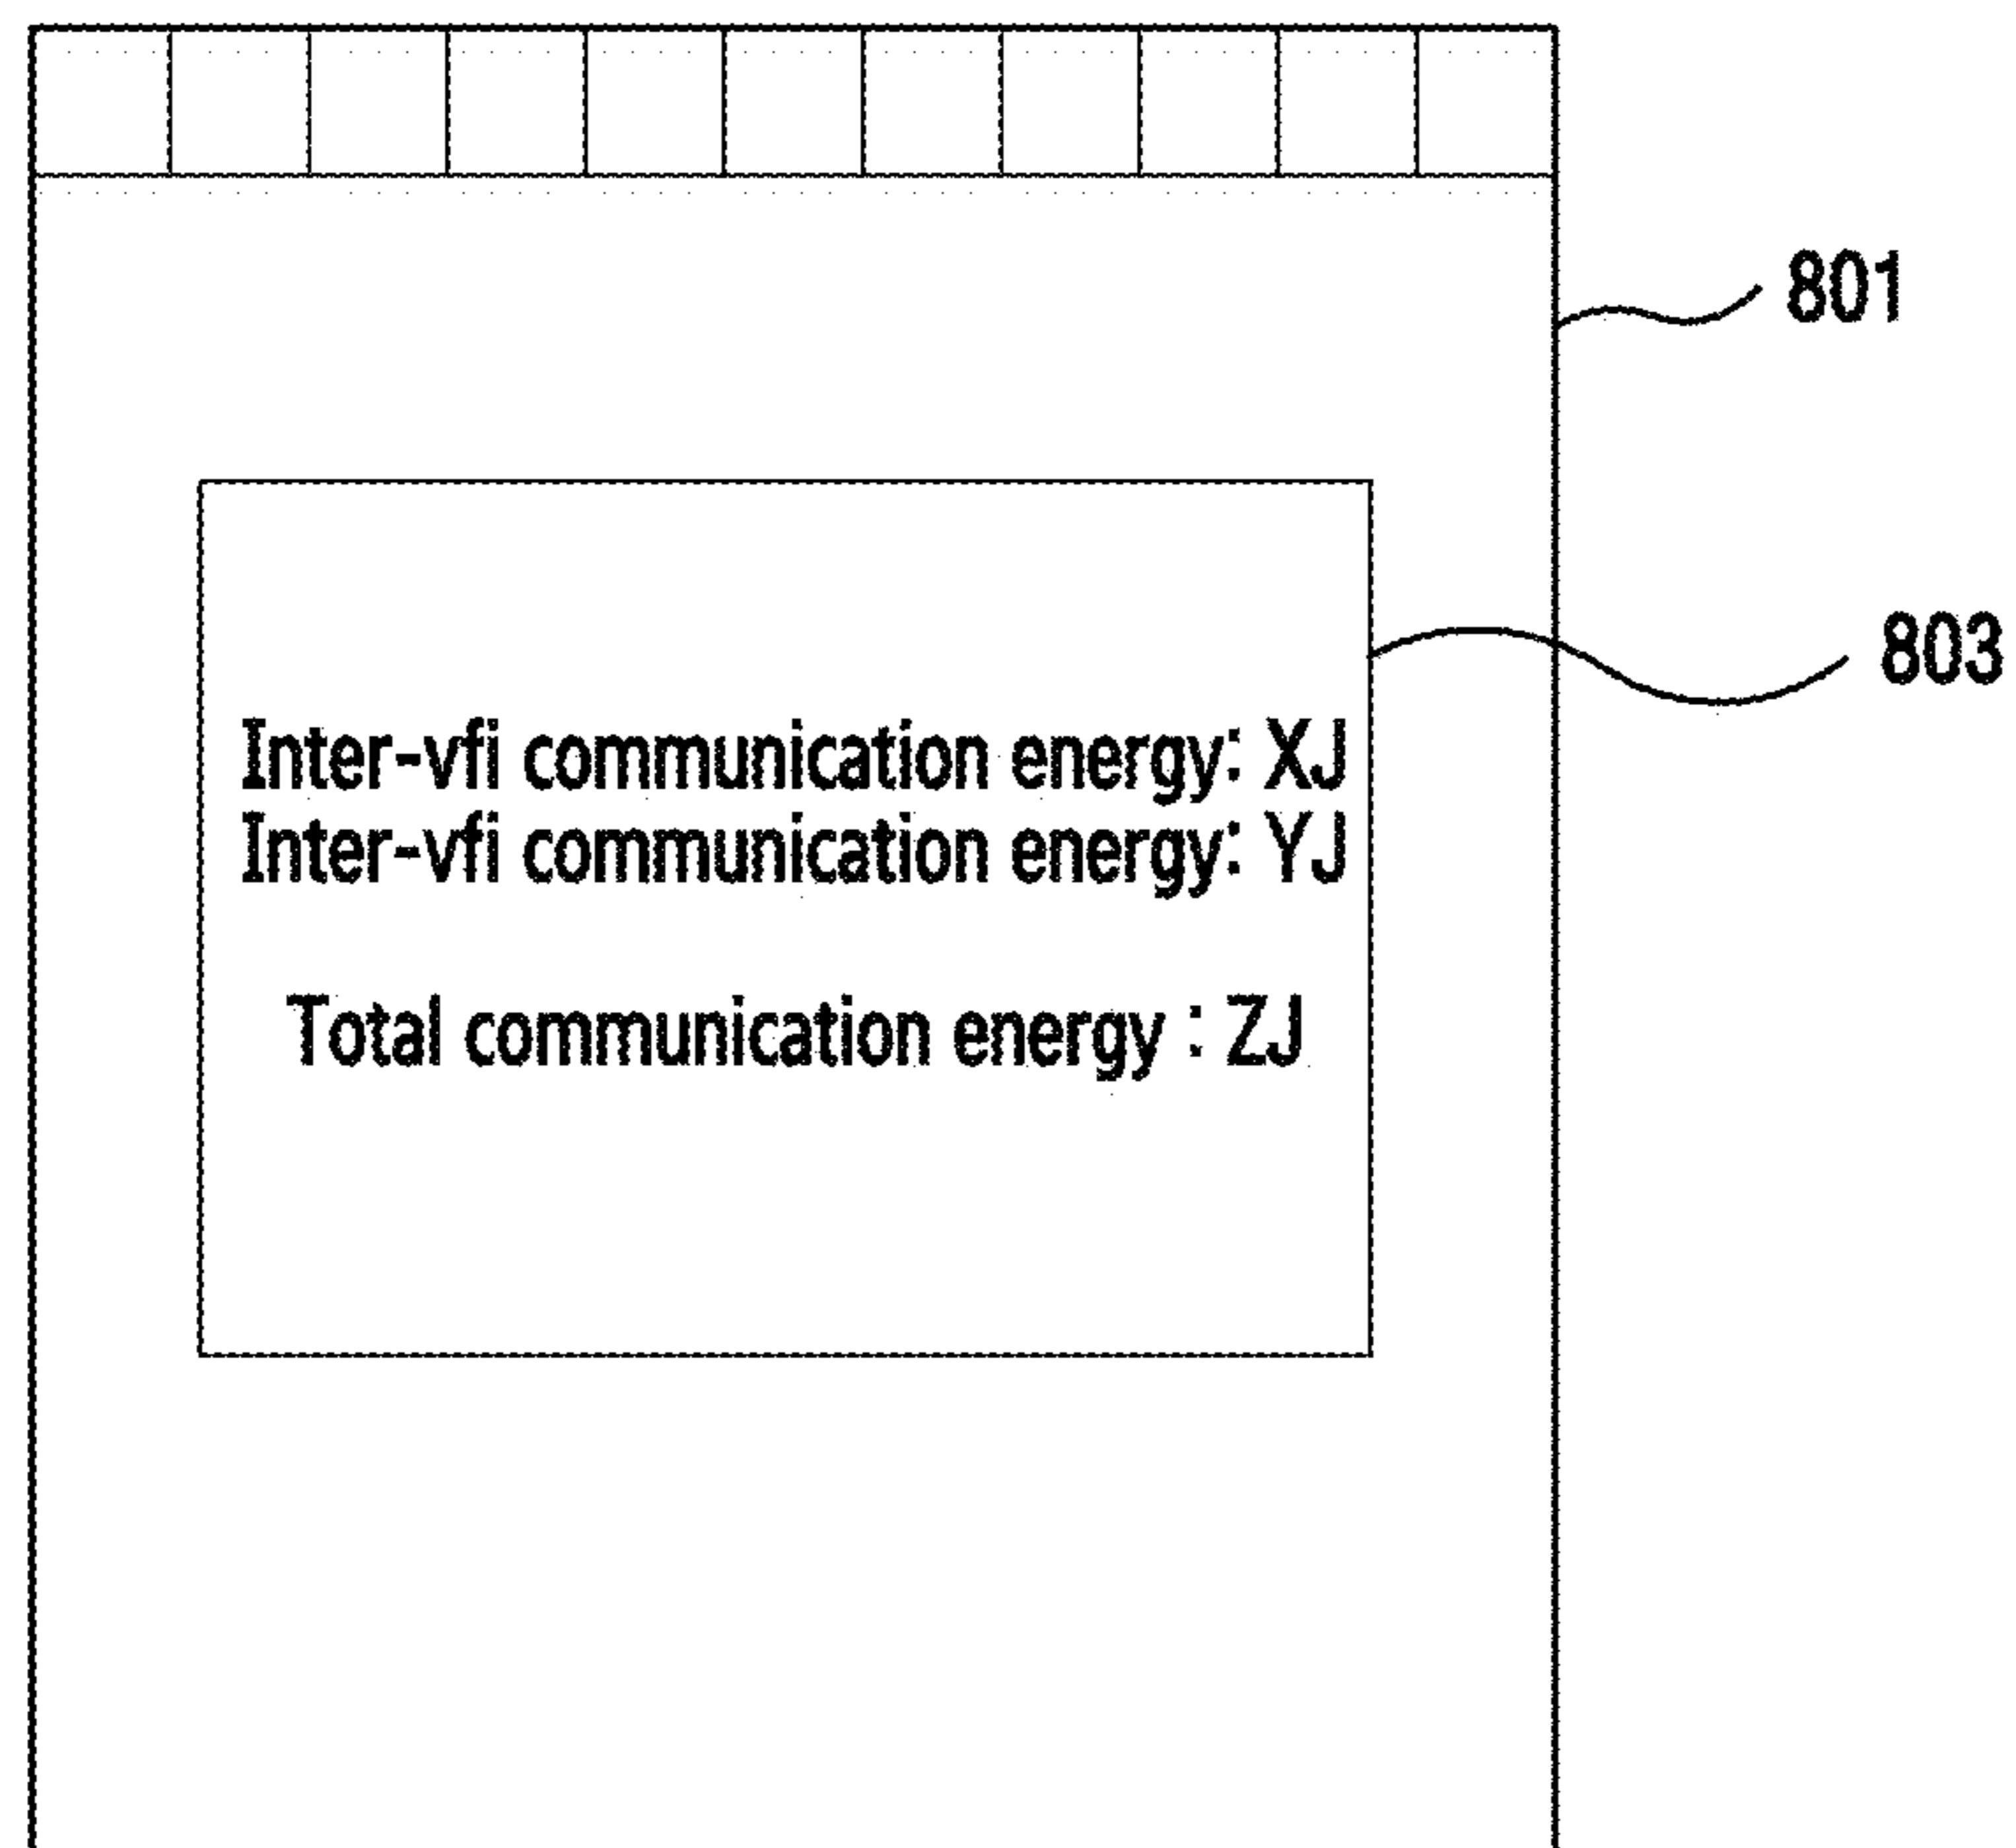 801
803
Inter-vfi communication energy: XJ
Inter-vfi communication energy: YJ
Total communication energy : ZJ